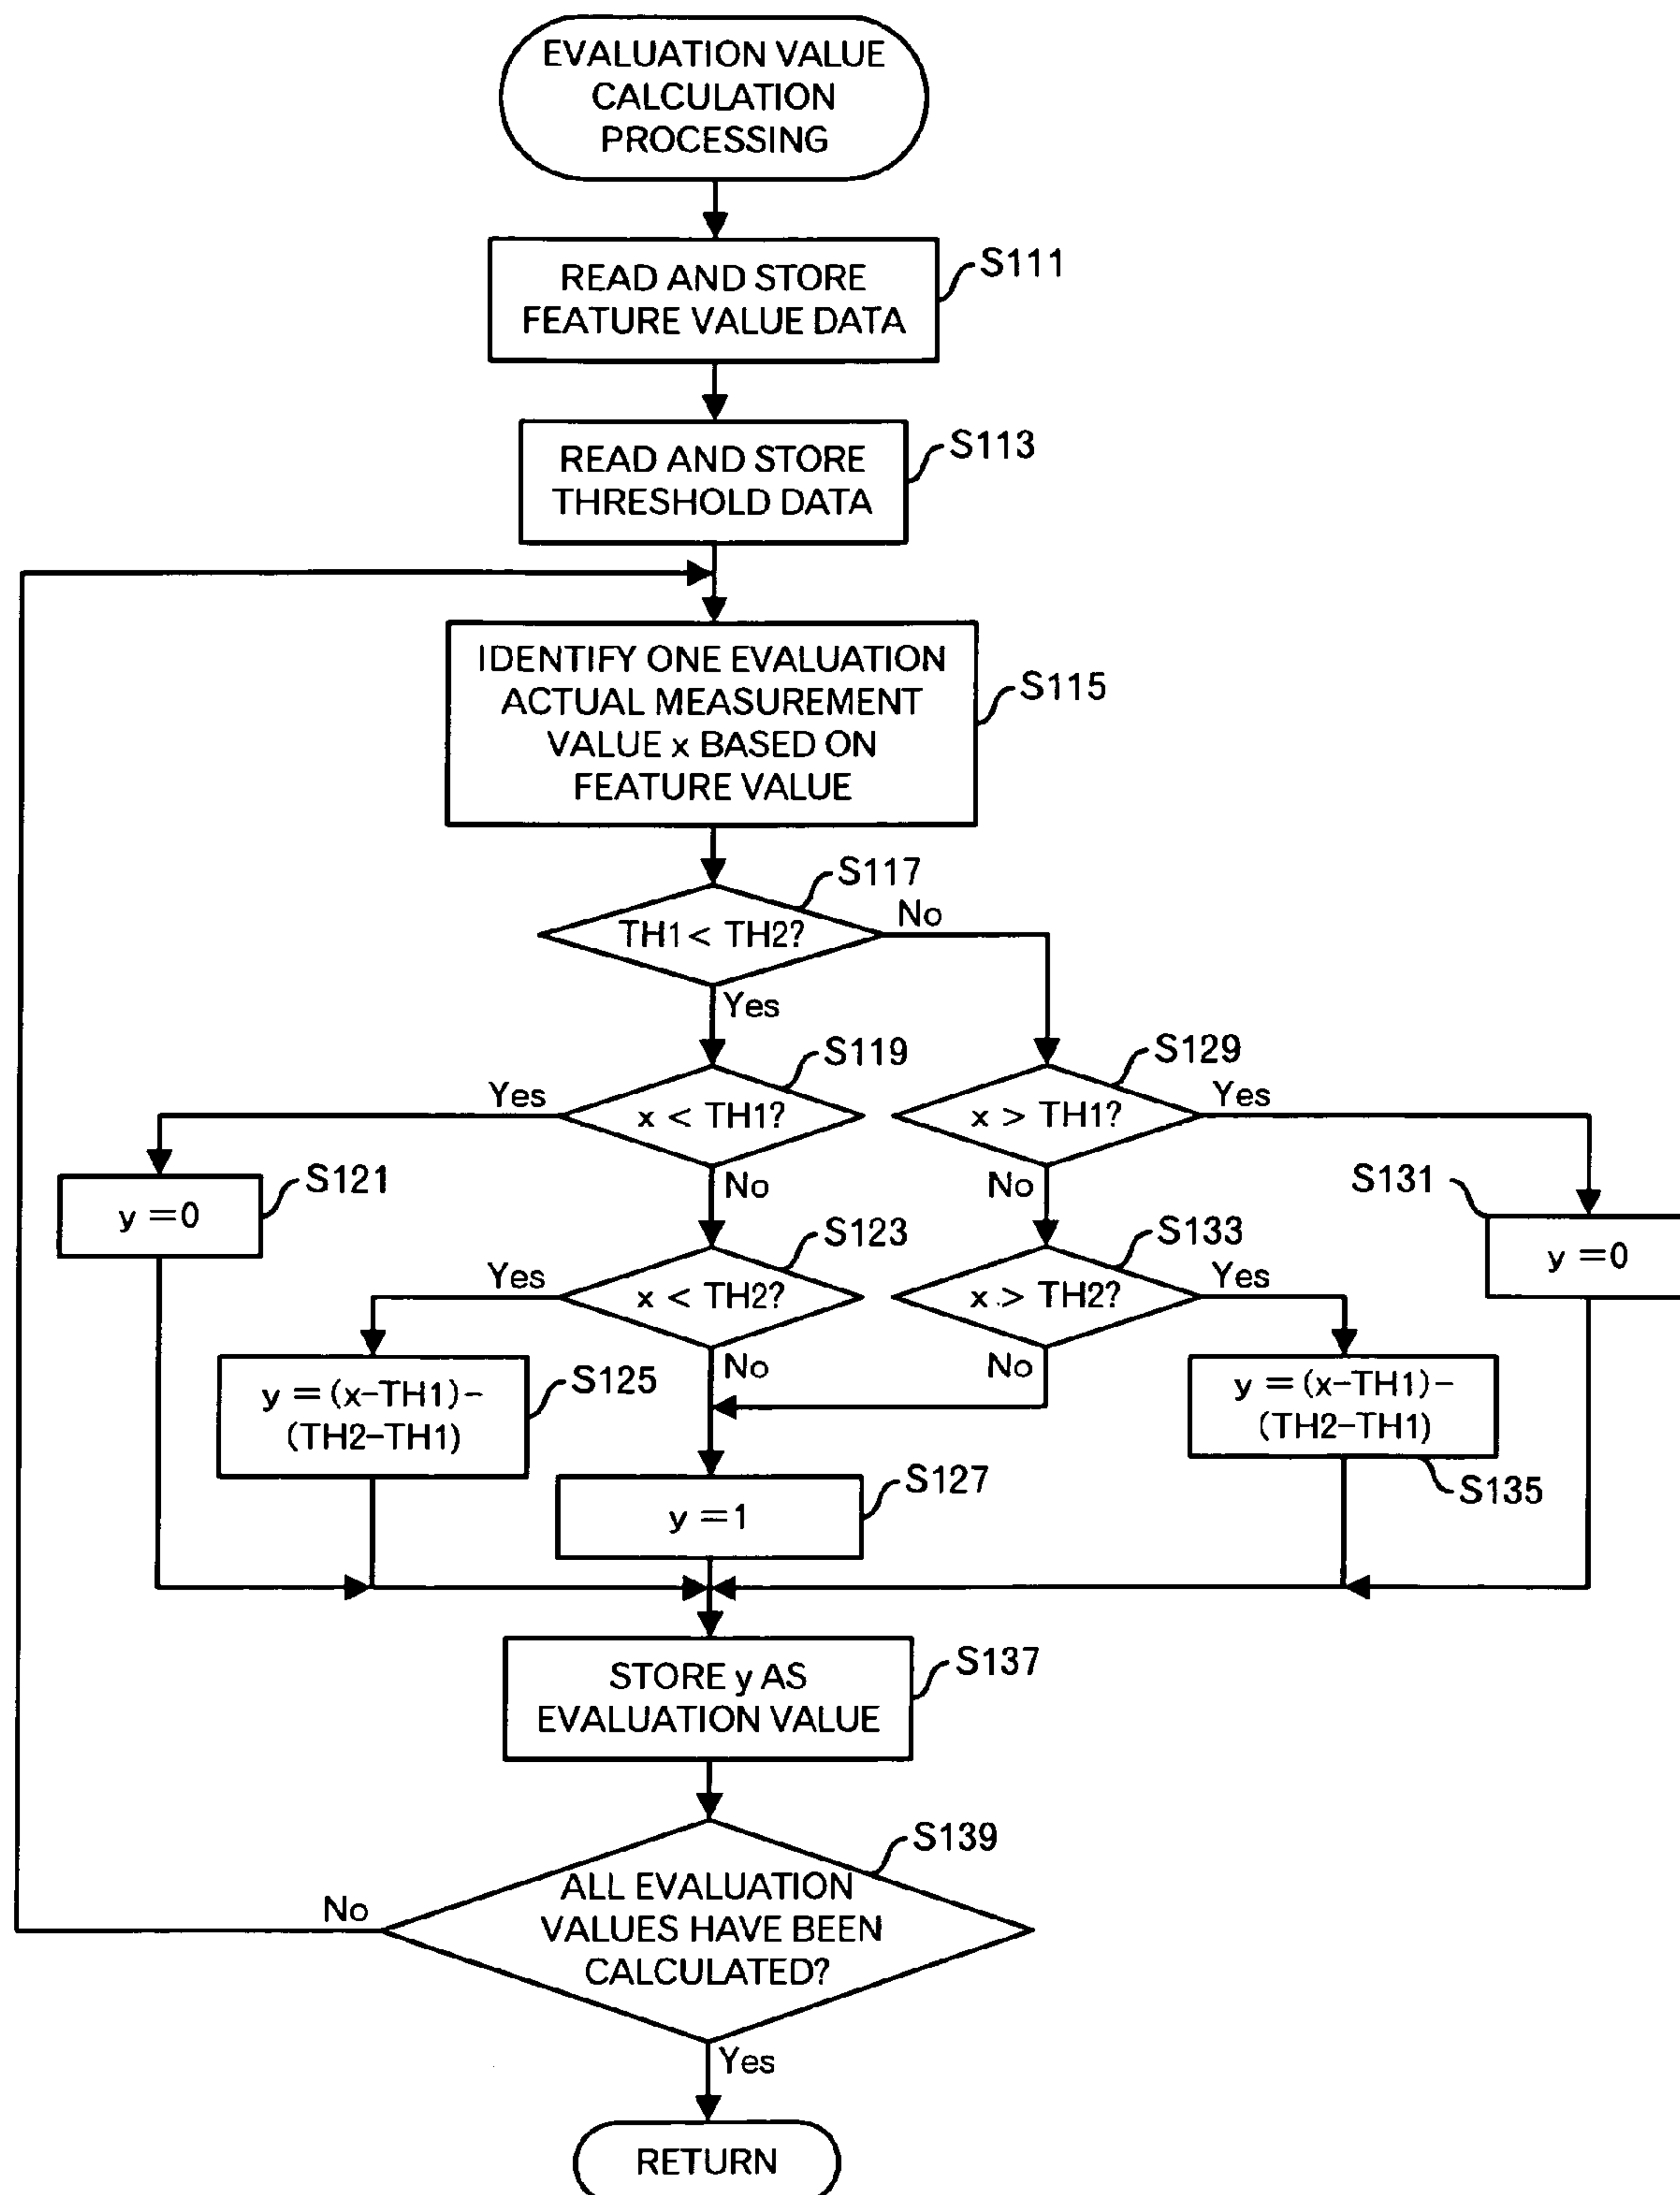 EVALUATION VALUE
CALCULATION
PROCESSING
READ AND STORE
FEATURE VALUE DATA
S111
READ AND STORE
THRESHOLD DATA
S113
IDENTIFY ONE EVALUATION
ACTUAL MEASUREMENT
VALUE x BASED ON
FEATURE VALUE
S115
S117
TH1 < TH2?
No
Yes
S119
x < TH1?
Yes
No
S129
x > TH1?
Yes
No
S121
y =0
S131
y =0
S123
x < TH2?
Yes
No
S133
x > TH2?
Yes
No
y = (x-TH1)-
(TH2-TH1)
S125
y = (x-TH1)-
(TH2-TH1)
S135
y =1
S127
STORE y AS
EVALUATION VALUE
S137
S139
ALL EVALUATION
VALUES HAVE BEEN
CALCULATED?
No
Yes
RETURN